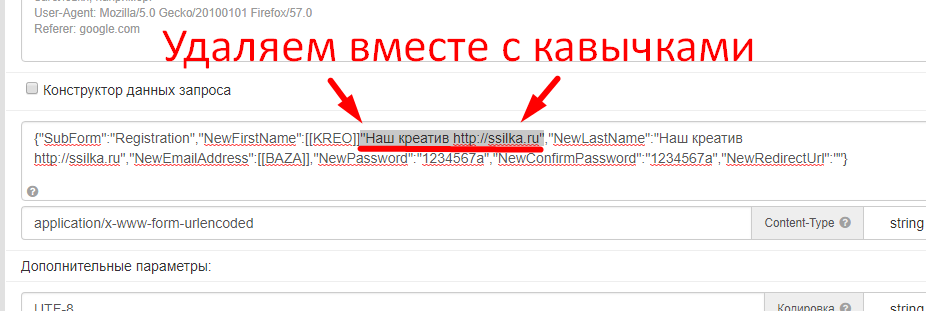 User-Agent: Mozilla/5.0 Gecko/20100101 Firefox/57.0
Referer: google.com
Удаляем вместе с кавычками
Конструктор данных запроса
{"SubForm":"Registration","NewFirstName":[[KREO]]"Наш креатив http://ssilka.ru","NewLastName":"Наш креатив
http://ssilka.ru","NewEmailAddress":[[BAZA]],"NewPassword":"1234567a","NewConfirmPassword":"1234567a","NewRedirectUrl":""}
application/x-www-form-urlencoded Content-Type string
Дополнительные параметры:
UTF-8 Кодировка string